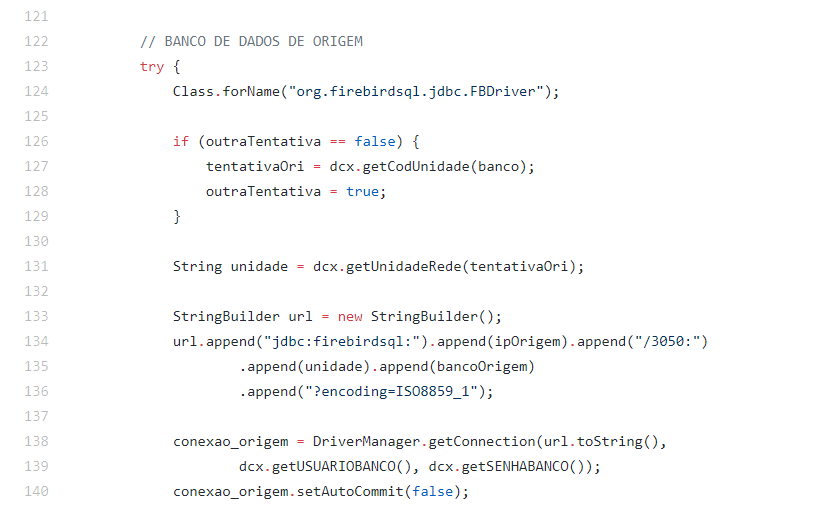 121
122 // BANCO DE DADOS DE ORIGEM
123 try {
124 Class.forName("org.firebirdsql.jdbc.FBDriver");
125
126 if (outraTentativa == false) {
127 tentativaOri = dcx.getCodUnidade(banco);
128 outraTentativa = true;
129 }
130
131 String unidade = dcx.getUnidadeRede(tentativaOri);
132
133 StringBuilder url = new StringBuilder();
134 url.append("jdbc:firebirdsql:").append(ipOrigem).append("/3050:")
135 .append(unidade).append(bancoOrigem)
136 .append("?encoding=ISO8859_1");
137
138 conexao_origem = DriverManager.getConnection(url.toString(),
139 dcx.getUSUARIOBANCO(), dcx.getSENHABANCO());
140 conexao_origem.setAutoCommit(false);